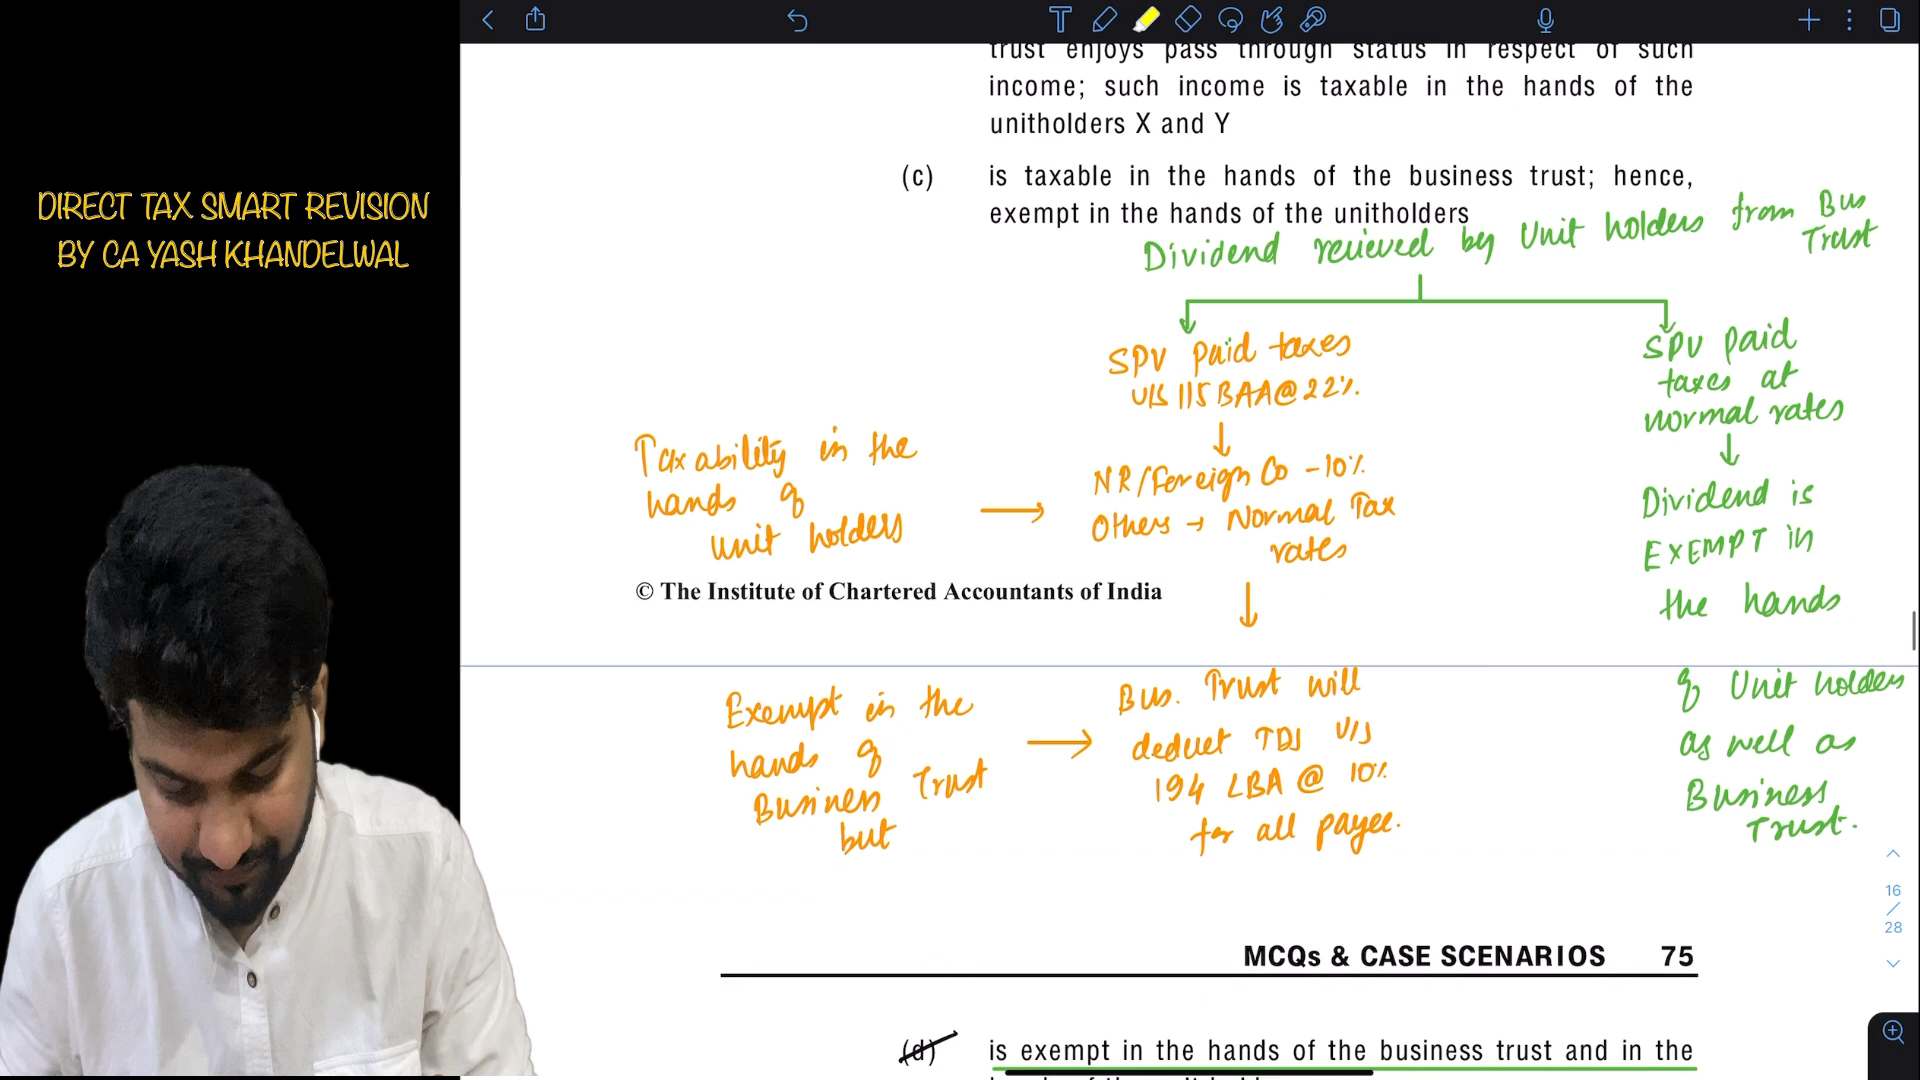 DIRECT TAX SMART REVISION
BY CA YASH KHANDELWAL
trust enjoys pass through status in respect of such
income; such income is taxable in the hands of the
unitholders X and Y
(c) is taxable in the hands of the business trust; hence,
exempt in the hands of the unitholders
Dividend recieved by Unit holders from Bus
Trust
SPV Paid taxes
U/S 115 BAA @ 22%.
NR/Foreign Co - 10%
Others → Normal Tax
rates
Taxability in the
hands of
unit holders
SPV paid
taxes at
normal rates
Dividend is
EXEMPT in
the hands
of Unit holders
as well as
Business
Trust.
© The Institute of Chartered Accountants of India
Exempt in the
hands of
Business Trust
but
Bus. Trust will
deduct TDS U/S
194 LBA @ 10%
for all payee.
16
/
28
MCQs & CASE SCENARIOS 75
(d) is exempt in the hands of the business trust and in the